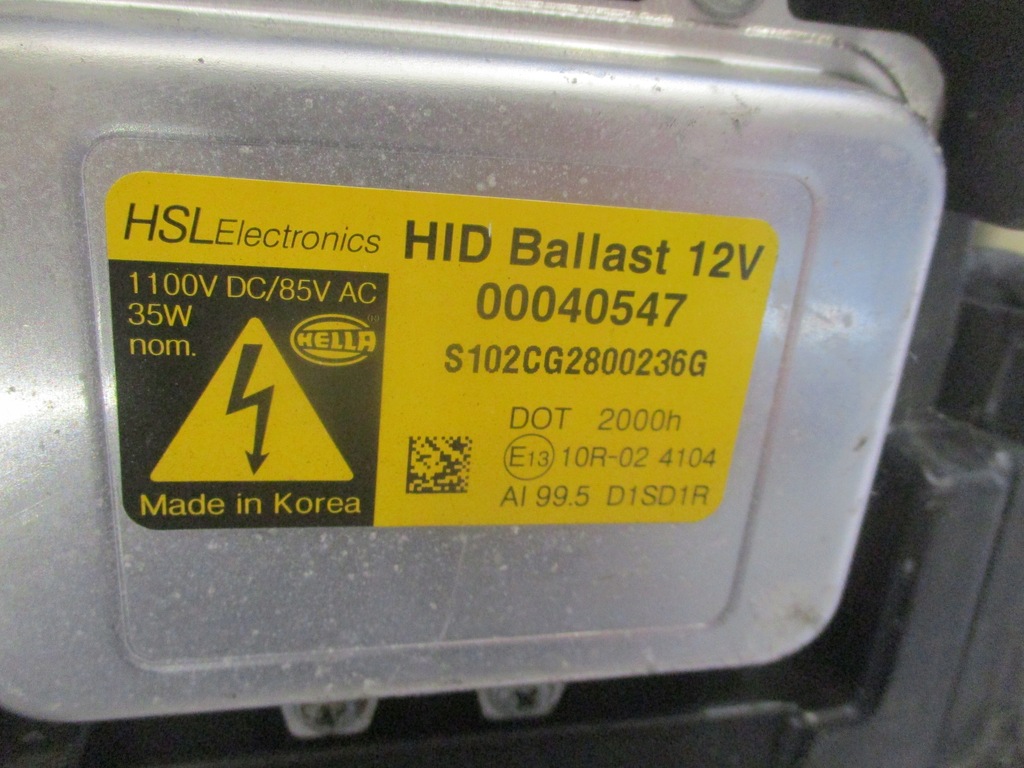 HSLElectronics
HID Ballast 12V
00040547
S102CG2800236G
1100V DC/85V AC
35W
nom.
HELLA
Made in Korea
DOT 2000h
E13 10R-02 4104
AI 99.5 D1SD1R